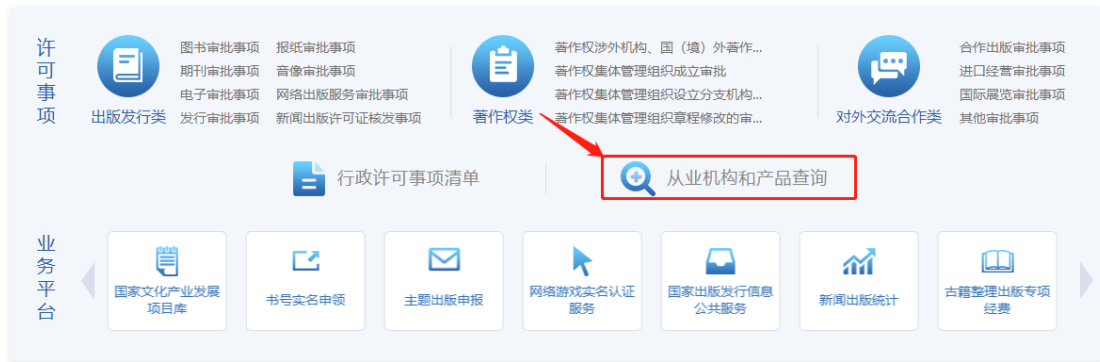 许可事项
出版发行类
图书审批事项 报纸审批事项
期刊审批事项 音像审批事项
电子审批事项 网络出版服务审批事项
发行审批事项 新闻出版许可证核发事项
著作权类
著作权涉外机构、国（境）外著作...
著作权集体管理组织成立审批
著作权集体管理组织设立分支机构...
著作权集体管理组织章程修改的审...
对外交流合作类
合作出版审批事项
进口经营审批事项
国际展览审批事项
其他审批事项
行政许可事项清单
从业机构和产品查询
业务平台
国家文化产业发展
项目库
书号实名申领
主题出版申报
网络游戏实名认证
服务
国家出版发行信息
公共服务
新闻出版统计
古籍整理出版专项
经费